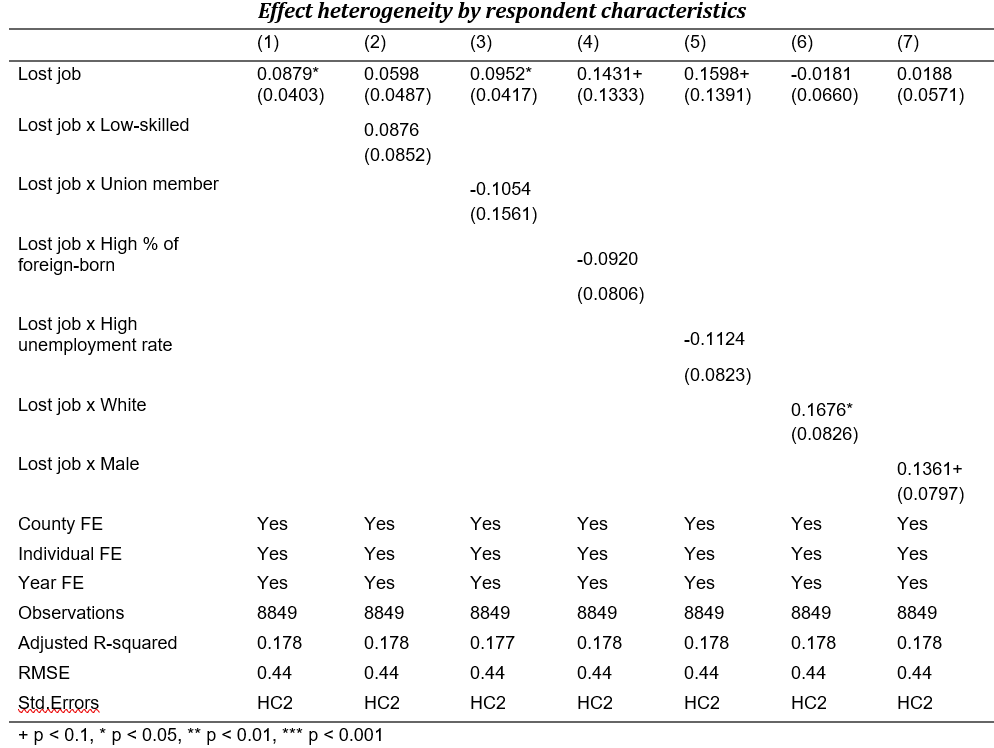 Effect heterogeneity by respondent characteristics
(1) (2) (3) (4) (5) (6) (7)
Lost job 0.0879* 0.0598 0.0952* 0.1431+ 0.1598+ -0.0181 0.0188
(0.0403) (0.0487) (0.0417) (0.1333) (0.1391) (0.0660) (0.0571)
Lost job x Low-skilled 0.0876
(0.0852)
Lost job x Union member -0.1054
(0.1561)
Lost job x High % of
foreign-born -0.0920
(0.0806)
Lost job x High
unemployment rate -0.1124
(0.0823)
Lost job x White 0.1676*
(0.0826)
Lost job x Male 0.1361+
(0.0797)
County FE Yes Yes Yes Yes Yes Yes Yes
Individual FE Yes Yes Yes Yes Yes Yes Yes
Year FE Yes Yes Yes Yes Yes Yes Yes
Observations 8849 8849 8849 8849 8849 8849 8849
Adjusted R-squared 0.178 0.178 0.177 0.178 0.178 0.178 0.178
RMSE 0.44 0.44 0.44 0.44 0.44 0.44 0.44
Std.Errors HC2 HC2 HC2 HC2 HC2 HC2 HC2
+ p < 0.1, * p < 0.05, ** p < 0.01, *** p < 0.001